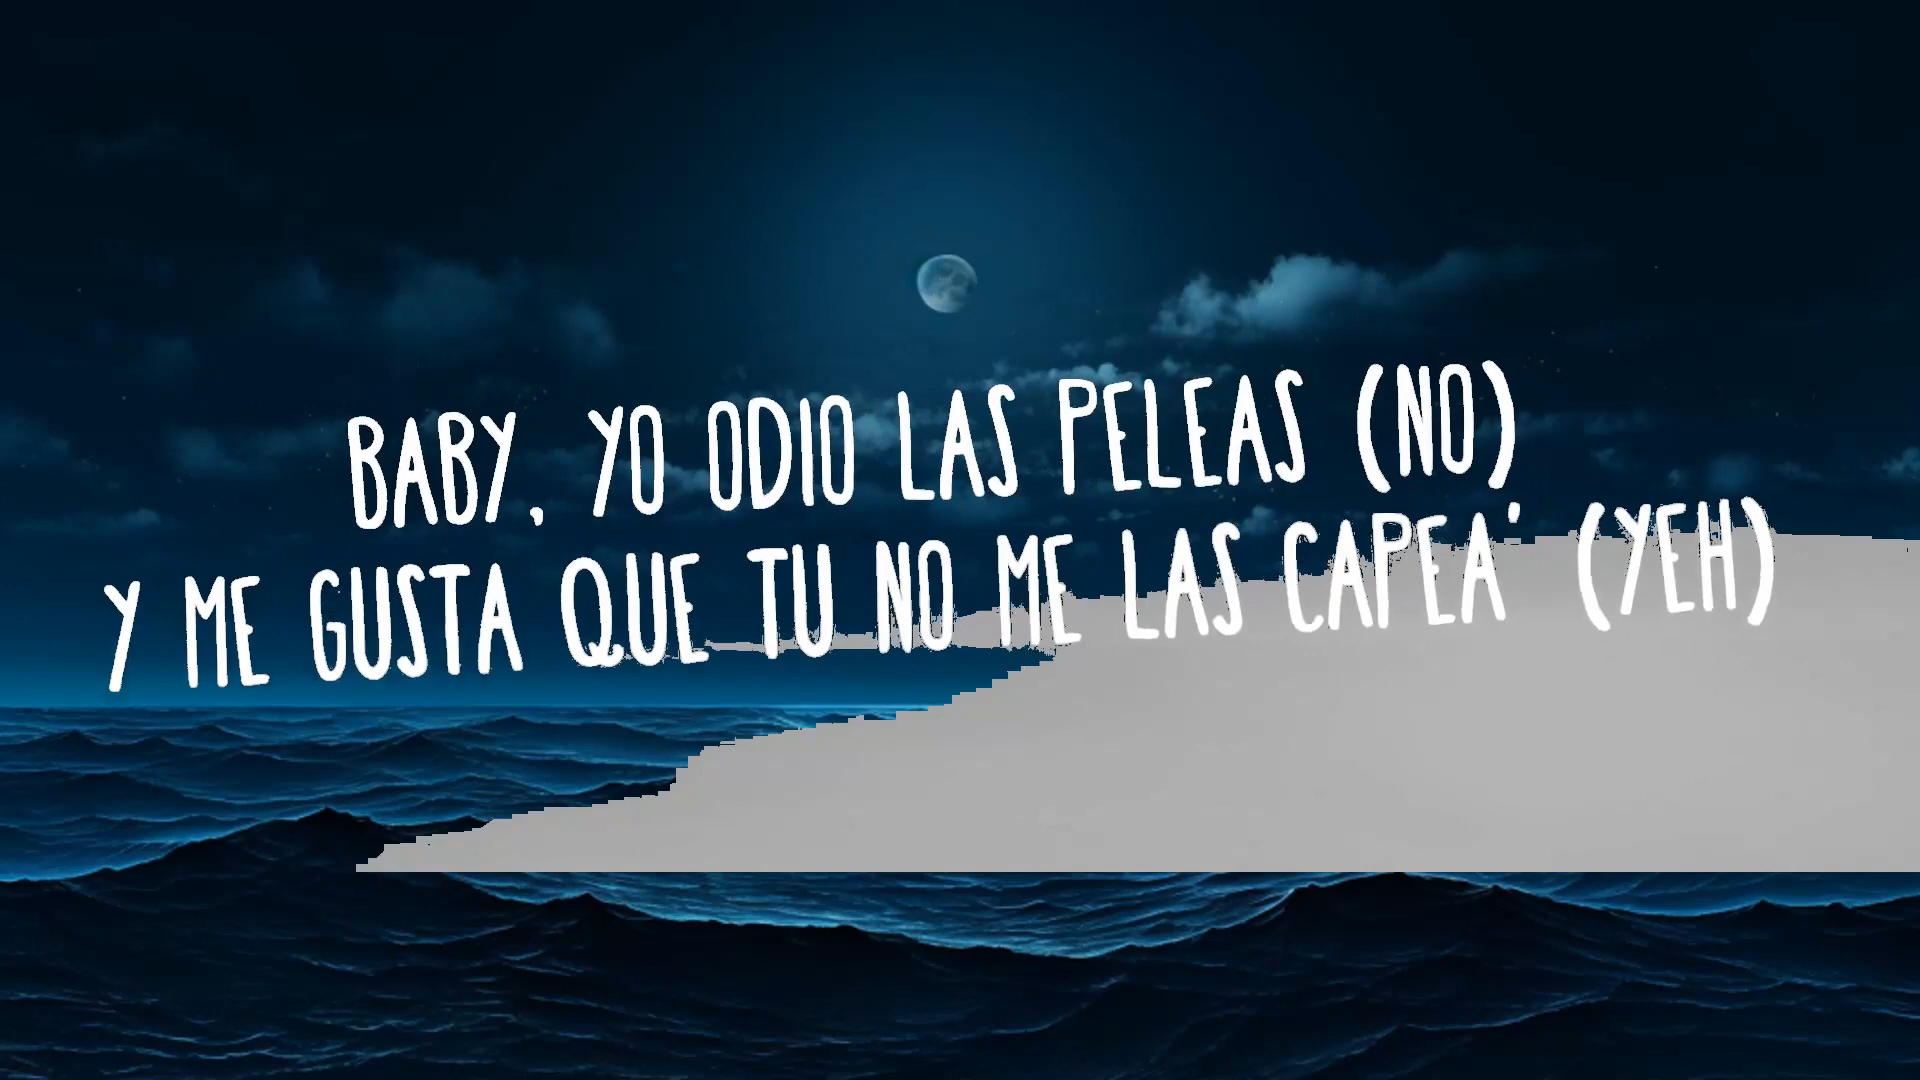 BABY, YO ODIO LAS PELEAS (NO)
Y ME GUSTA QUE TU NO ME LAS CAPEA' (YEH)